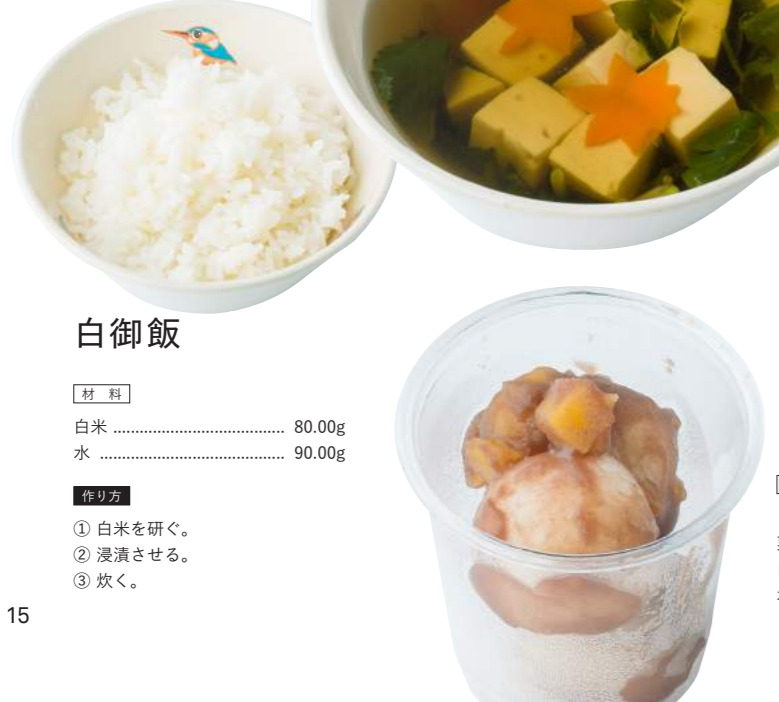 白御飯
材 料
白米 ....................................... 80.00g
水 .......................................... 90.00g
作り方
① 白米を研ぐ。
② 浸漬させる。
③ 炊く。
15